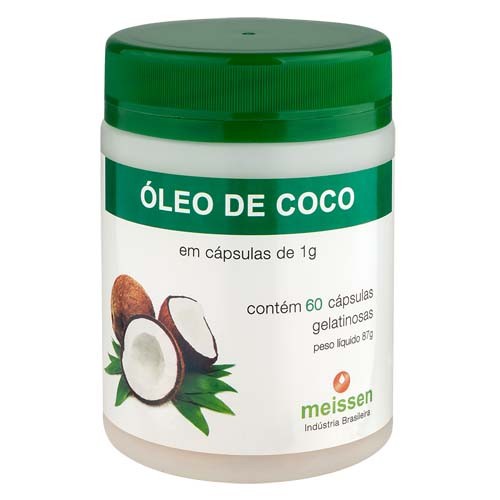 ÓLEO DE COCO
em cápsulas de 1g
contém 60 cápsulas
gelatinosas
peso líquido 87g
meissen
Indústria Brasileira